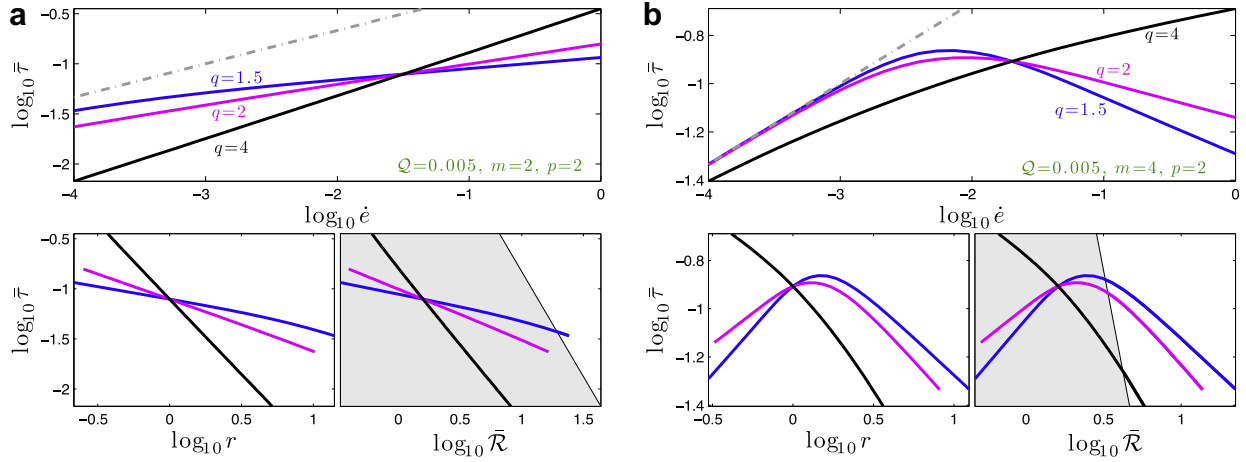 a
−0.5
−1
−1.5
−2
log₁₀ τ̄
q=1.5
q=2
q=4
𝒬=0.005, m=2, p=2
−4
−3
−2
−1
0
log₁₀ ė
−0.5
−1
−1.5
−2
log₁₀ τ̄
−0.5
0
0.5
1
log₁₀ r
0
0.5
1
1.5
log₁₀ ℛ̄
b
−0.8
−1
−1.2
−1.4
log₁₀ τ̄
q=4
q=2
q=1.5
𝒬=0.005, m=4, p=2
−4
−3
−2
−1
0
log₁₀ ė
−0.8
−1
−1.2
−1.4
log₁₀ τ̄
−0.5
0
0.5
1
log₁₀ r
0
0.5
1
log₁₀ ℛ̄